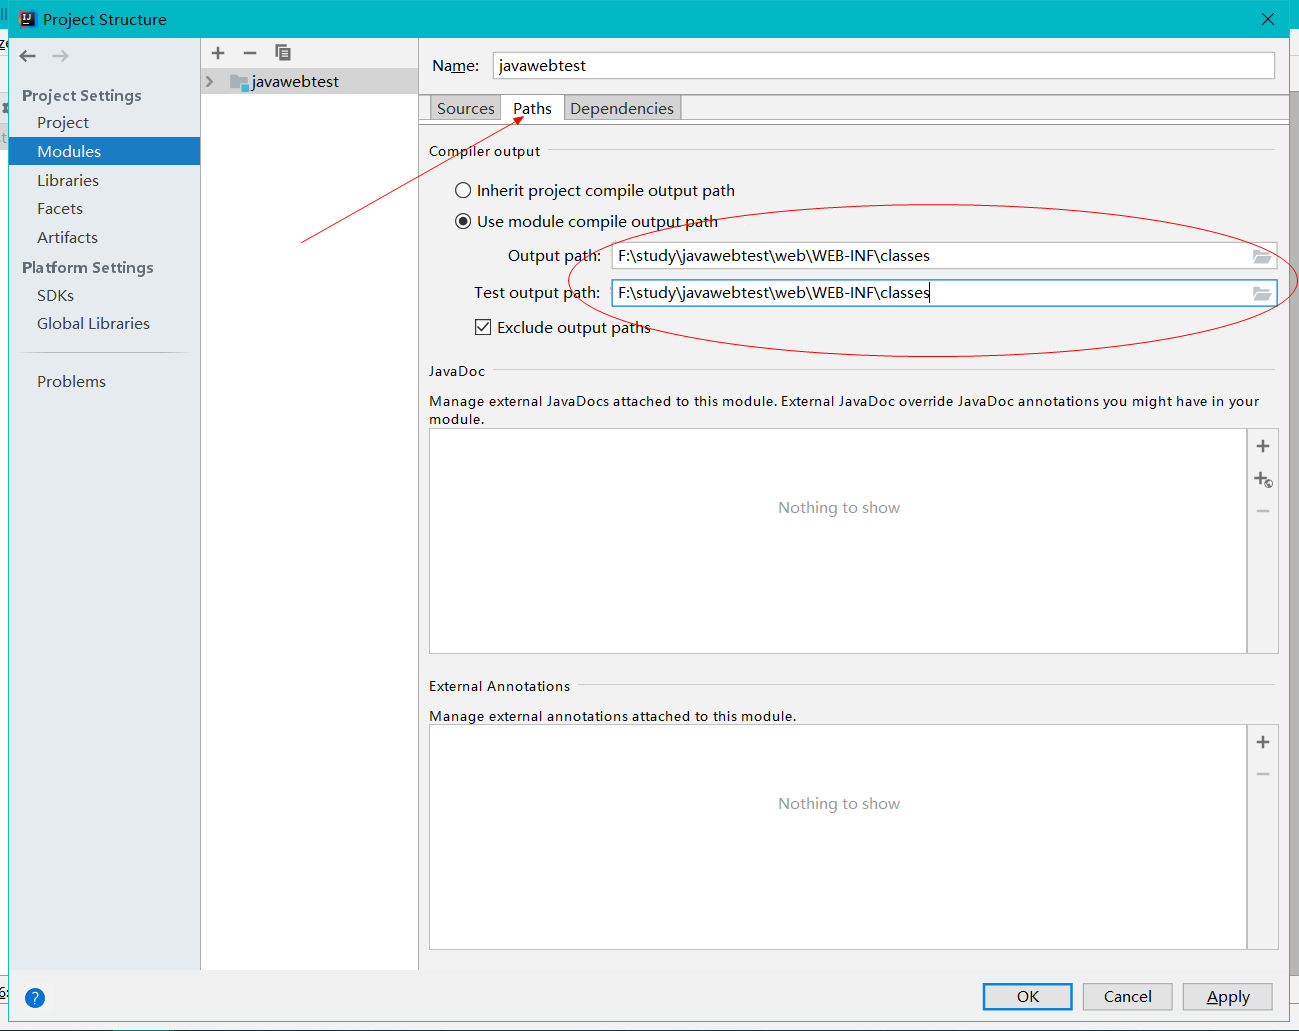 Project Structure
Project Settings
Project
Modules
Libraries
Facets
Artifacts
Platform Settings
SDKs
Global Libraries
Problems
javawebtest
Name: javawebtest
Sources Paths Dependencies
Compiler output
Inherit project compile output path
Use module compile output path
Output path: F:\study\javawebtest\web\WEB-INF\classes
Test output path: F:\study\javawebtest\web\WEB-INF\classes
Exclude output paths
JavaDoc
Manage external JavaDocs attached to this module. External JavaDoc override JavaDoc annotations you might have in your
module.
Nothing to show
External Annotations
Manage external annotations attached to this module.
Nothing to show
?
OK Cancel Apply